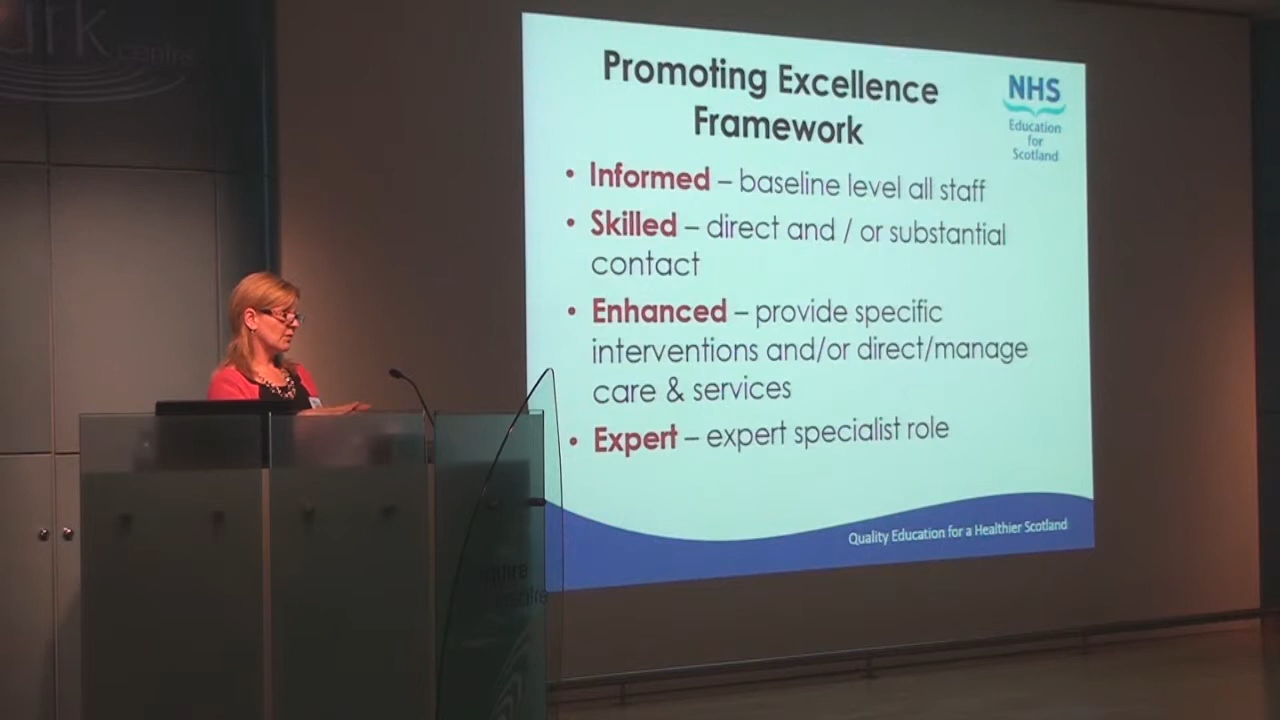 centre
Promoting Excellence
Framework
NHS
Education
for
Scotland
• Informed – baseline level all staff
• Skilled – direct and / or substantial
contact
• Enhanced – provide specific
interventions and/or direct/manage
care & services
• Expert – expert specialist role
Quality Education for a Healthier Scotland